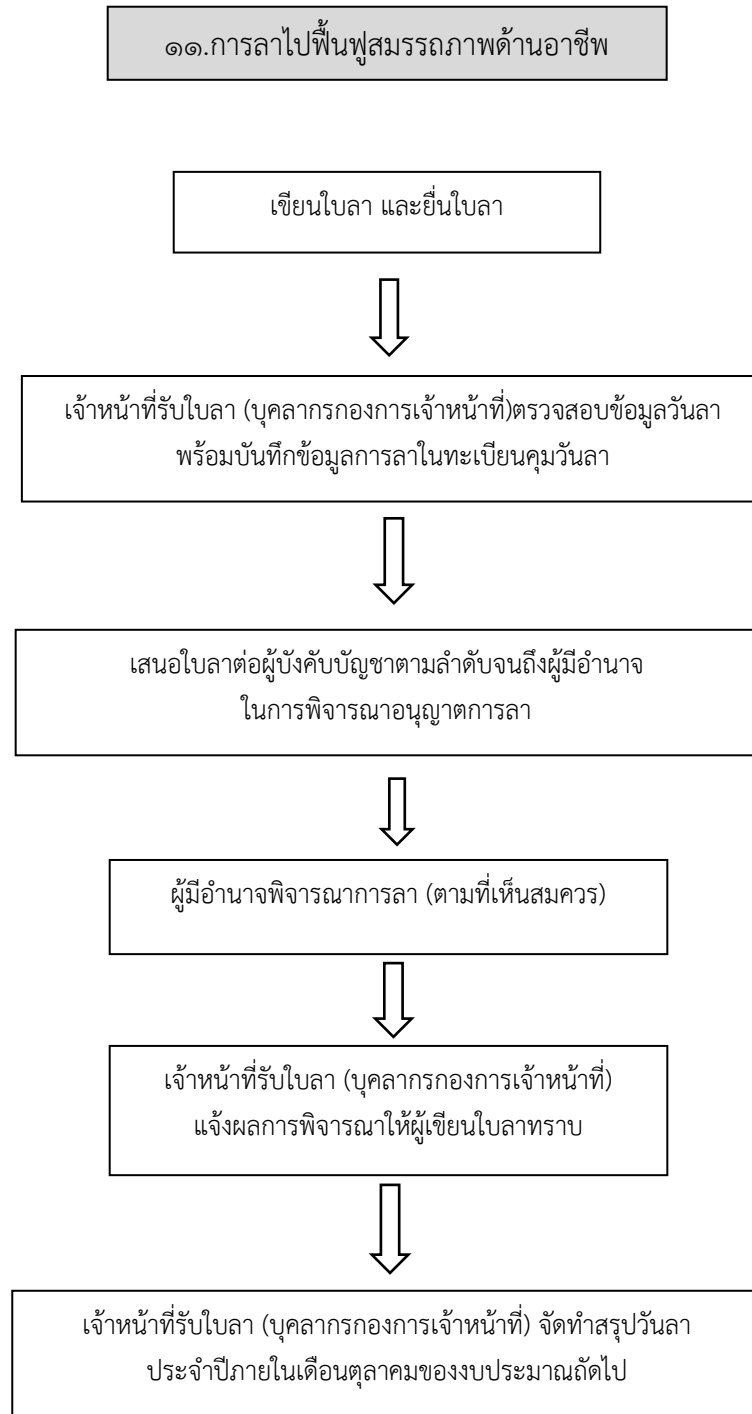 ๑๑.การลาไปฟื้นฟูสมรรถภาพด้านอาชีพ
เขียนใบลา และยื่นใบลา
เจ้าหน้าที่รับใบลา (บุคลากรกองการเจ้าหน้าที่)ตรวจสอบข้อมูลวันลา
พร้อมบันทึกข้อมูลการลาในทะเบียนคุมวันลา
เสนอใบลาต่อผู้บังคับบัญชาตามลำดับจนถึงผู้มีอำนาจ
ในการพิจารณาอนุญาตการลา
ผู้มีอำนาจพิจารณาการลา (ตามที่เห็นสมควร)
เจ้าหน้าที่รับใบลา (บุคลากรกองการเจ้าหน้าที่)
แจ้งผลการพิจารณาให้ผู้เขียนใบลาทราบ
เจ้าหน้าที่รับใบลา (บุคลากรกองการเจ้าหน้าที่) จัดทำสรุปวันลา
ประจำปีภายในเดือนตุลาคมของงบประมาณถัดไป